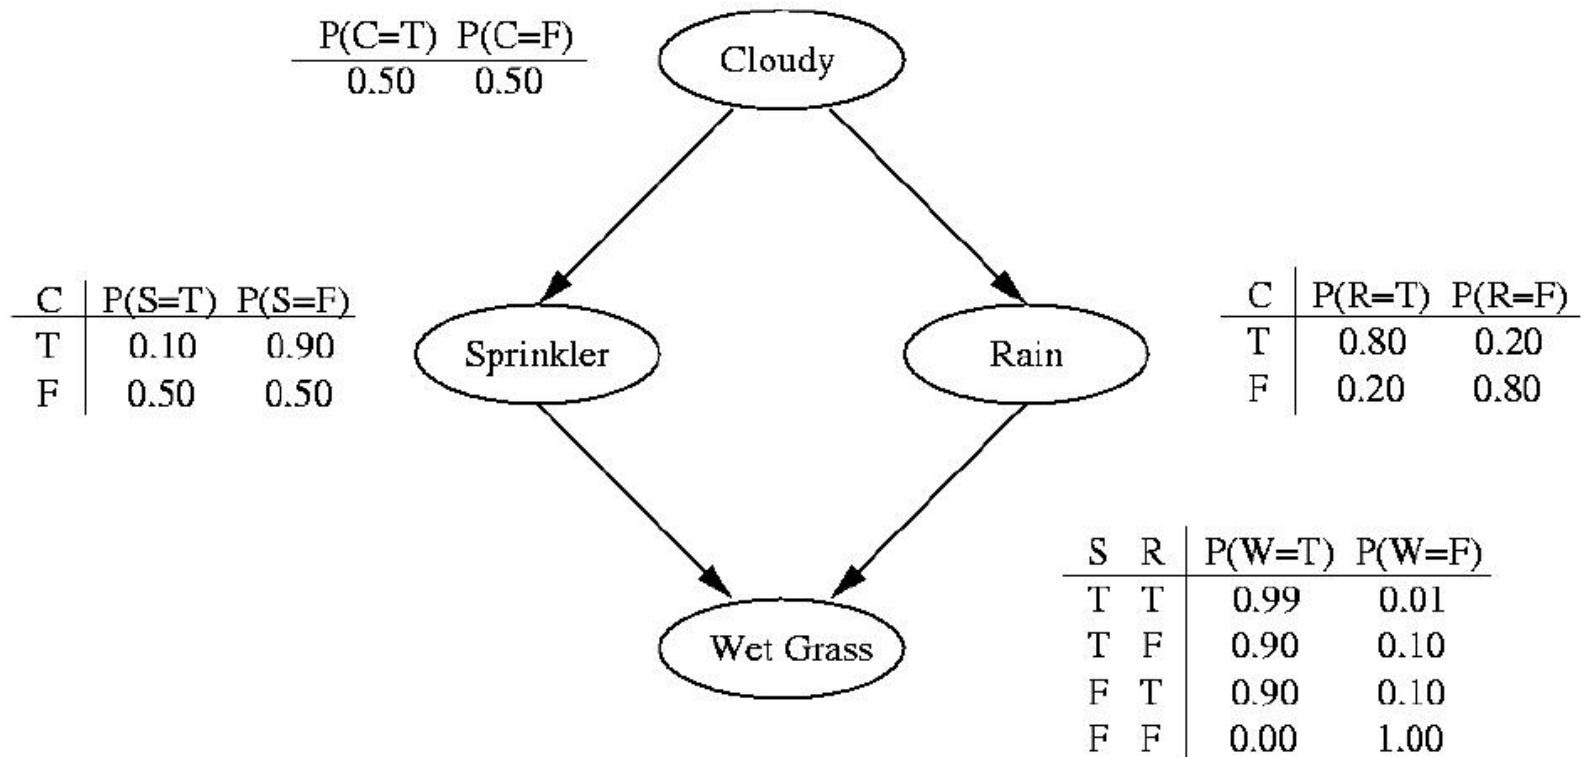 P(C=T) P(C=F)
0.50 0.50
Cloudy
C P(S=T) P(S=F)
T 0.10 0.90
F 0.50 0.50
Sprinkler
Rain
C P(R=T) P(R=F)
T 0.80 0.20
F 0.20 0.80
Wet Grass
S R P(W=T) P(W=F)
T T 0.99 0.01
T F 0.90 0.10
F T 0.90 0.10
F F 0.00 1.00